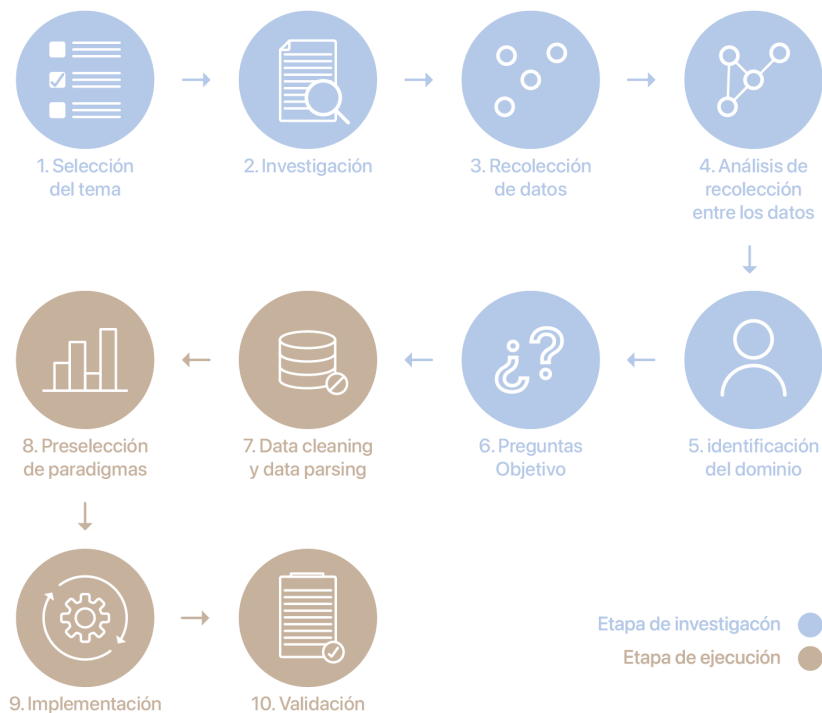 1. Selección
del tema
2. Investigación
3. Recolección
de datos
4. Análisis de
recolección
entre los datos
5. identificación
del dominio
6. Preguntas
Objetivo
7. Data cleaning
y data parsing
8. Preselección
de paradigmas
9. Implementación
10. Validación
Etapa de investigacón
Etapa de ejecución